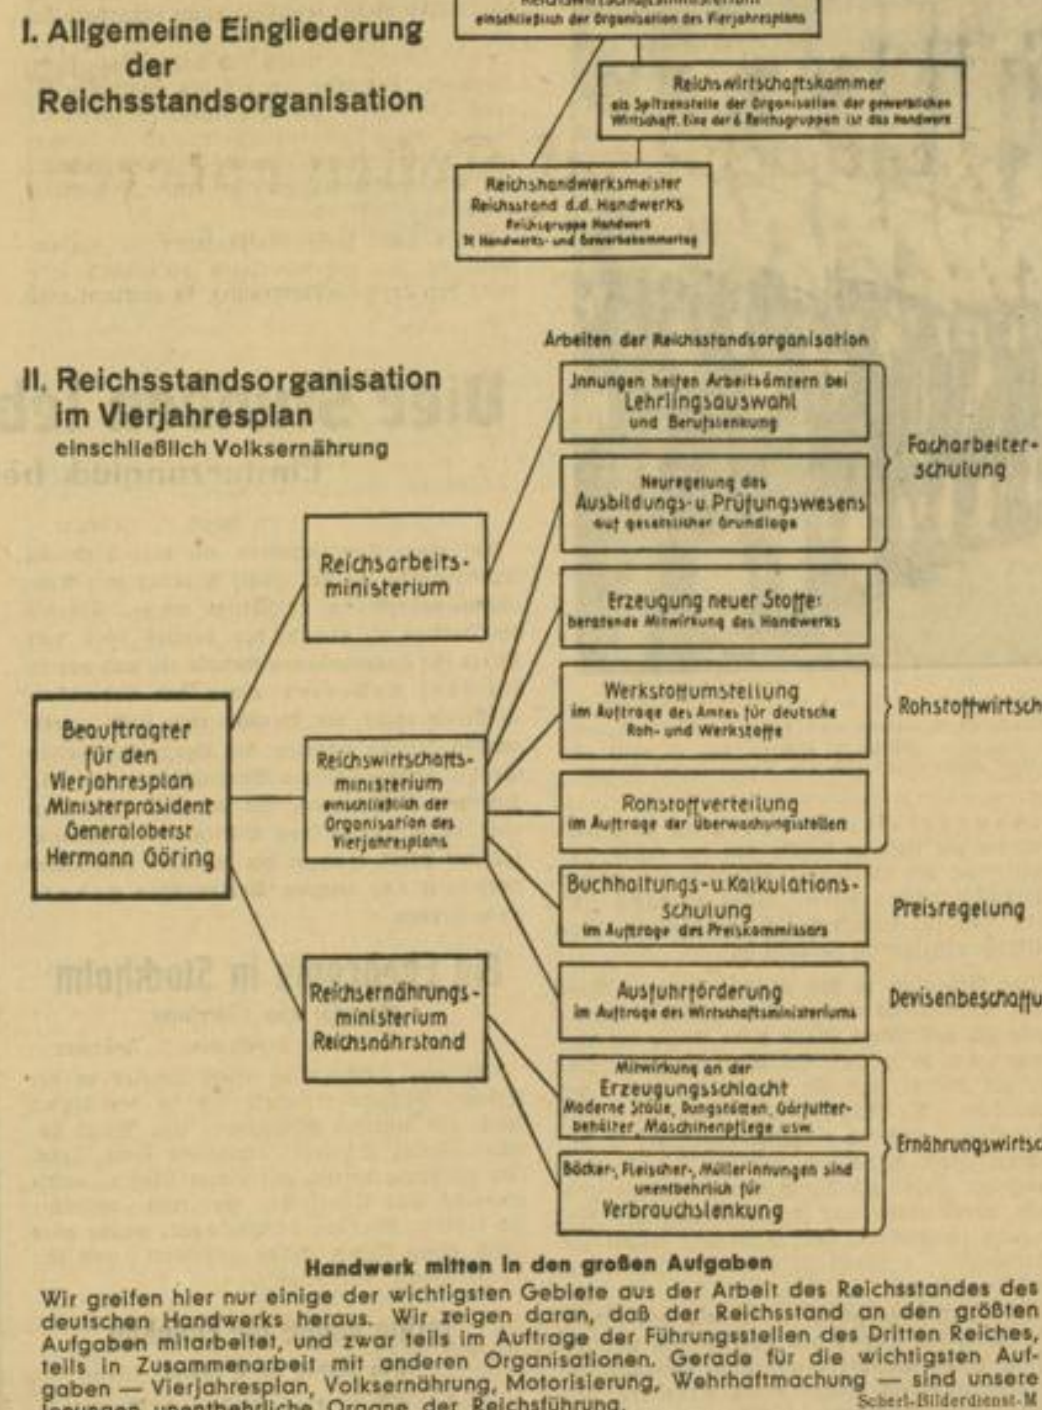 I. Allgemeine Eingliederung
der
Reichsstandsorganisation
Reichswirtschaftsministerium
einschließlich der Organisation des Vierjahresplans
Reichswirtschaftskammer
als Spitzenstelle der Organisation der gewerblichen
Wirtschaft. Eine der 6 Reichsgruppen ist das Handwerk
Reichshandwerksmeister
Reichsstand d.d. Handwerks
Reichsgruppe Handwerk
Handwerks- und Gewerbekammertag
II. Reichsstandsorganisation
im Vierjahresplan
einschließlich Volksernährung
Arbeiten der Reichsstandsorganisation
Beauftragter
für den
Vierjahresplan
Ministerpräsident
Generaloberst
Hermann Göring
Reichsarbeits-
ministerium
Reichswirtschafts-
ministerium
einschließlich der
Organisation des
Vierjahresplans
Reichsernährungs-
ministerium
Reichsnährstand
Innungen helfen Arbeitsämtern bei
Lehrlingsauswahl
und Berufslenkung
Neuregelung des
Ausbildungs- u. Prüfungswesens
auf gesetzlicher Grundlage
Facharbeiter-
schulung
Erzeugung neuer Stoffe:
beratende Mitwirkung des Handwerks
Werkstoffumstellung
im Auftrage des Amtes für deutsche
Roh- und Werkstoffe
Rohstoffverteilung
im Auftrage der Überwachungsstellen
Rohstoffwirtsch
Buchhaltungs- u. Kalkulations-
schulung
im Auftrage des Preiskommissars
Preisregelung
Ausfuhrförderung
im Auftrage des Wirtschaftsministeriums
Devisenbeschaffu
Mitwirkung an der
Erzeugungsschlacht
Moderne Ställe, Dungstätten, Gärfutter-
behälter, Maschinenpflege usw.
Bäcker-, Fleischer-, Müllerinnungen sind
unentbehrlich für
Verbrauchslenkung
Ernährungswirtsc
Handwerk mitten in den großen Aufgaben
Wir greifen hier nur einige der wichtigsten Gebiete aus der Arbeit des Reichsstandes des
deutschen Handwerks heraus. Wir zeigen daran, daß der Reichsstand an den größten
Aufgaben mitarbeitet, und zwar teils im Auftrage der Führungsstellen des Dritten Reiches,
teils in Zusammenarbeit mit anderen Organisationen. Gerade für die wichtigsten Auf-
gaben — Vierjahresplan, Volksernährung, Motorisierung, Wehrhaftmachung — sind unsere
Innungen unentbehrliche Organe der Reichsführung.
Scherl-Bilderdienst-M